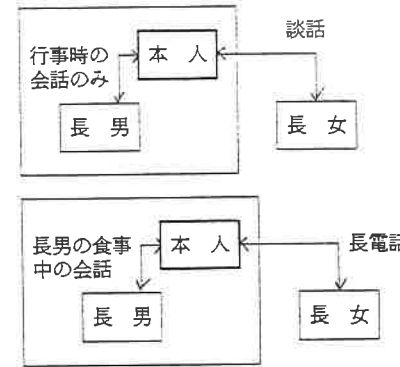 本 人
談話
行事時の
会話のみ
長 男
長 女
本 人
長電話
長男の食事
中の会話
長 男
長 女